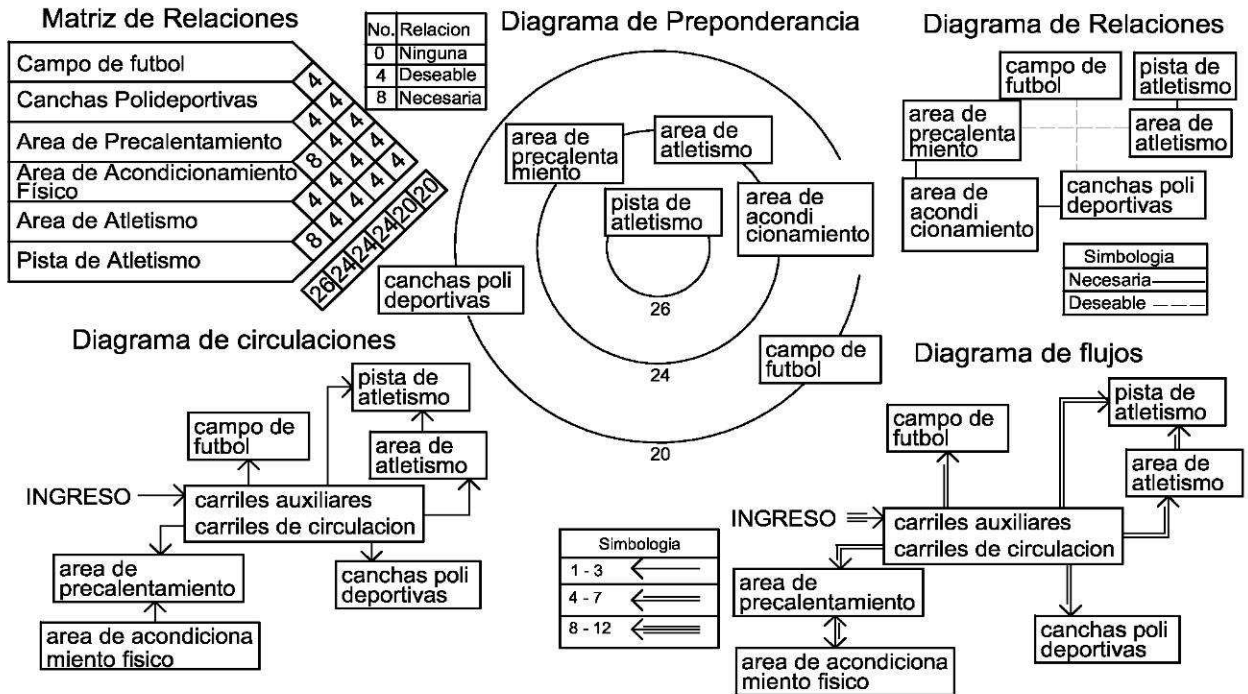 Matriz de Relaciones
Campo de futbol
Canchas Polideportivas
Area de Precalentamiento
Area de Acondicionamiento
Físico
Area de Atletismo
Pista de Atletismo
4
4 4
4 4 4
8 4 4 4
4 4 4 4
8 4 4
26 24 24 24 20 20
No. Relacion
0 Ninguna
4 Deseable
8 Necesaria
Diagrama de Preponderancia
area de
precalenta
miento
area de
atletismo
pista de
atletismo
area de
acondi
cionamiento
canchas poli
deportivas
campo de
futbol
26
24
20
Diagrama de Relaciones
campo de
futbol
pista de
atletismo
area de
precalenta
miento
area de
atletismo
area de
acondi
cionamiento
canchas poli
deportivas
Simbologia
Necesaria
Deseable
Diagrama de circulaciones
pista de
atletismo
campo de
futbol
area de
atletismo
INGRESO
carriles auxiliares
carriles de circulacion
area de
precalentamiento
canchas poli
deportivas
area de acondiciona
miento fisico
Simbologia
1 - 3
4 - 7
8 - 12
Diagrama de flujos
pista de
atletismo
campo de
futbol
area de
atletismo
INGRESO
carriles auxiliares
carriles de circulacion
area de
precalentamiento
canchas poli
deportivas
area de acondiciona
miento fisico